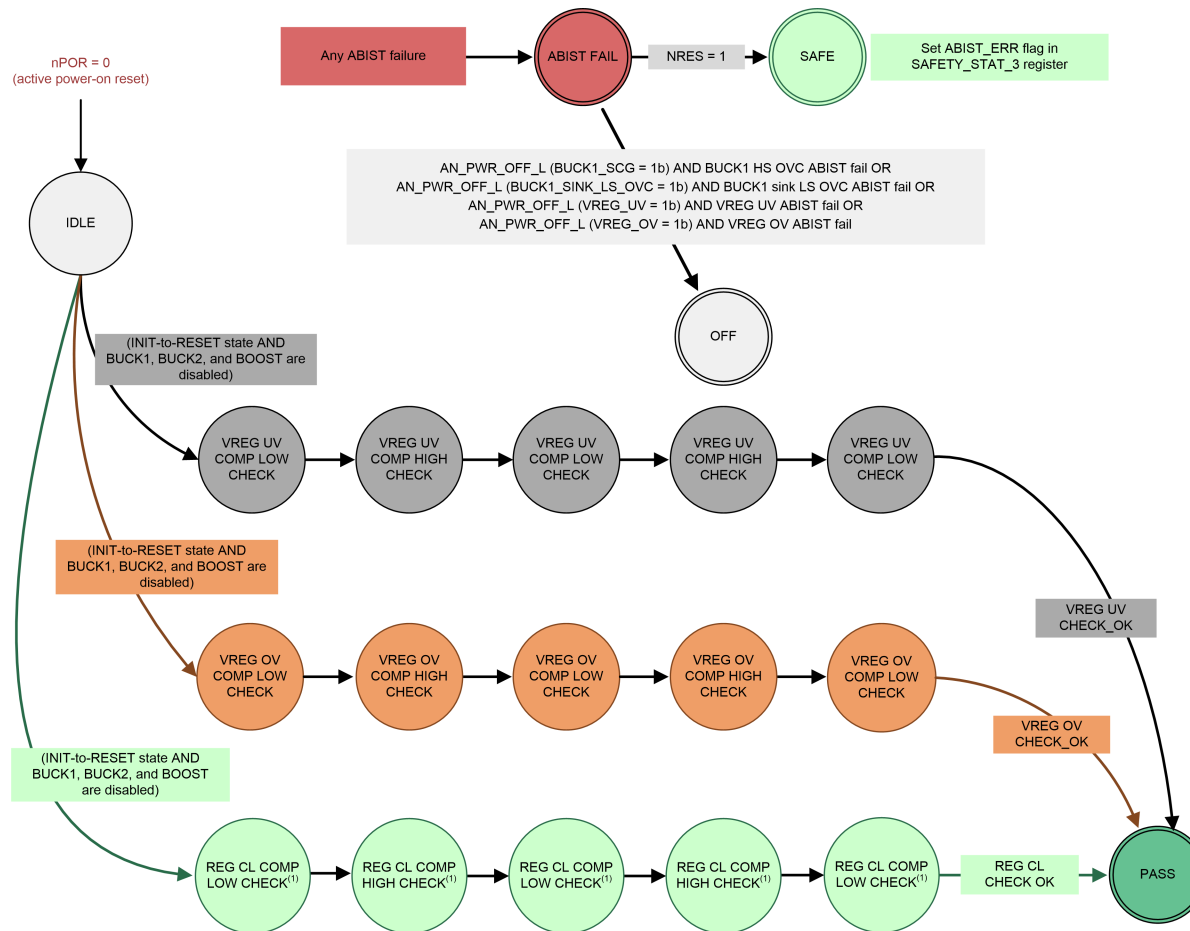 Any ABIST failure
ABIST FAIL
NRES = 1
SAFE
Set ABIST_ERR flag in
SAFETY_STAT_3 register
nPOR = 0
(active power-on reset)
IDLE
AN_PWR_OFF_L (BUCK1_SCG = 1b) AND BUCK1 HS OVC ABIST fail OR
AN_PWR_OFF_L (BUCK1_SINK_LS_OVC = 1b) AND BUCK1 sink LS OVC ABIST fail OR
AN_PWR_OFF_L (VREG_UV = 1b) AND VREG UV ABIST fail OR
AN_PWR_OFF_L (VREG_OV = 1b) AND VREG OV ABIST fail
OFF
(INIT-to-RESET state AND
BUCK1, BUCK2, and BOOST are
disabled)
VREG UV
COMP LOW
CHECK
VREG UV
COMP HIGH
CHECK
VREG UV
COMP LOW
CHECK
VREG UV
COMP HIGH
CHECK
VREG UV
COMP LOW
CHECK
VREG UV
CHECK_OK
(INIT-to-RESET state AND
BUCK1, BUCK2, and BOOST are
disabled)
VREG OV
COMP LOW
CHECK
VREG OV
COMP HIGH
CHECK
VREG OV
COMP LOW
CHECK
VREG OV
COMP HIGH
CHECK
VREG OV
COMP LOW
CHECK
VREG OV
CHECK_OK
(INIT-to-RESET state AND
BUCK1, BUCK2, and BOOST
are disabled)
REG CL COMP
LOW CHECK(1)
REG CL COMP
HIGH CHECK(1)
REG CL COMP
LOW CHECK(1)
REG CL COMP
HIGH CHECK(1)
REG CL COMP
LOW CHECK(1)
REG CL
CHECK OK
PASS